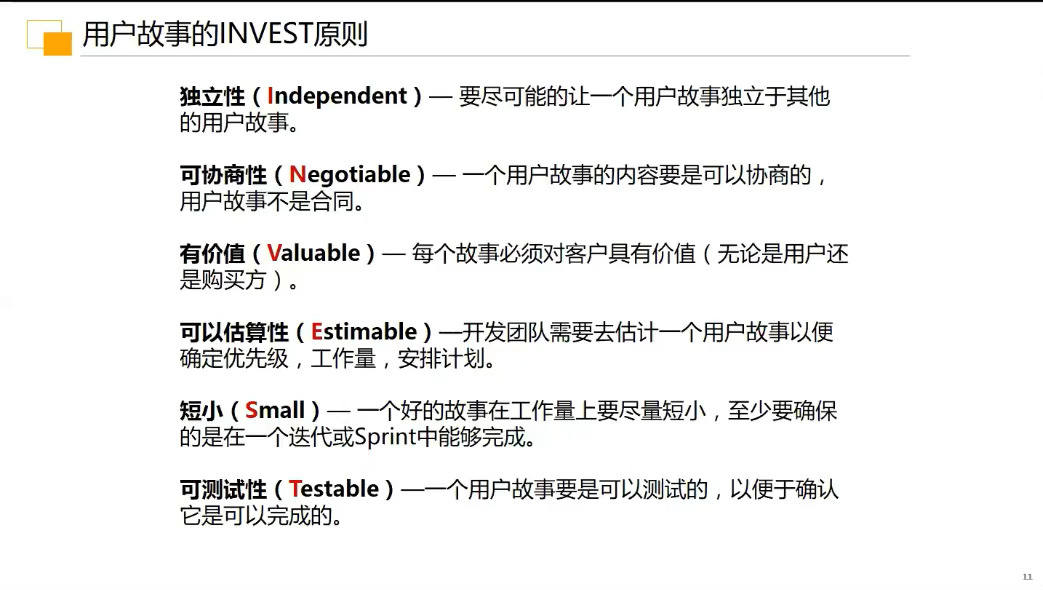 用户故事的INVEST原则
独立性（Independent）— 要尽可能的让一个用户故事独立于其他
的用户故事。
可协商性（Negotiable）— 一个用户故事的内容要是可以协商的，
用户故事不是合同。
有价值（Valuable）— 每个故事必须对客户具有价值（无论是用户还
是购买方）。
可以估算性（Estimable）—开发团队需要去估计一个用户故事以便
确定优先级，工作量，安排计划。
短小（Small）— 一个好的故事在工作量上要尽量短小，至少要确保
的是在一个迭代或Sprint中能够完成。
可测试性（Testable）—一个用户故事要是可以测试的，以便于确认
它是可以完成的。
11